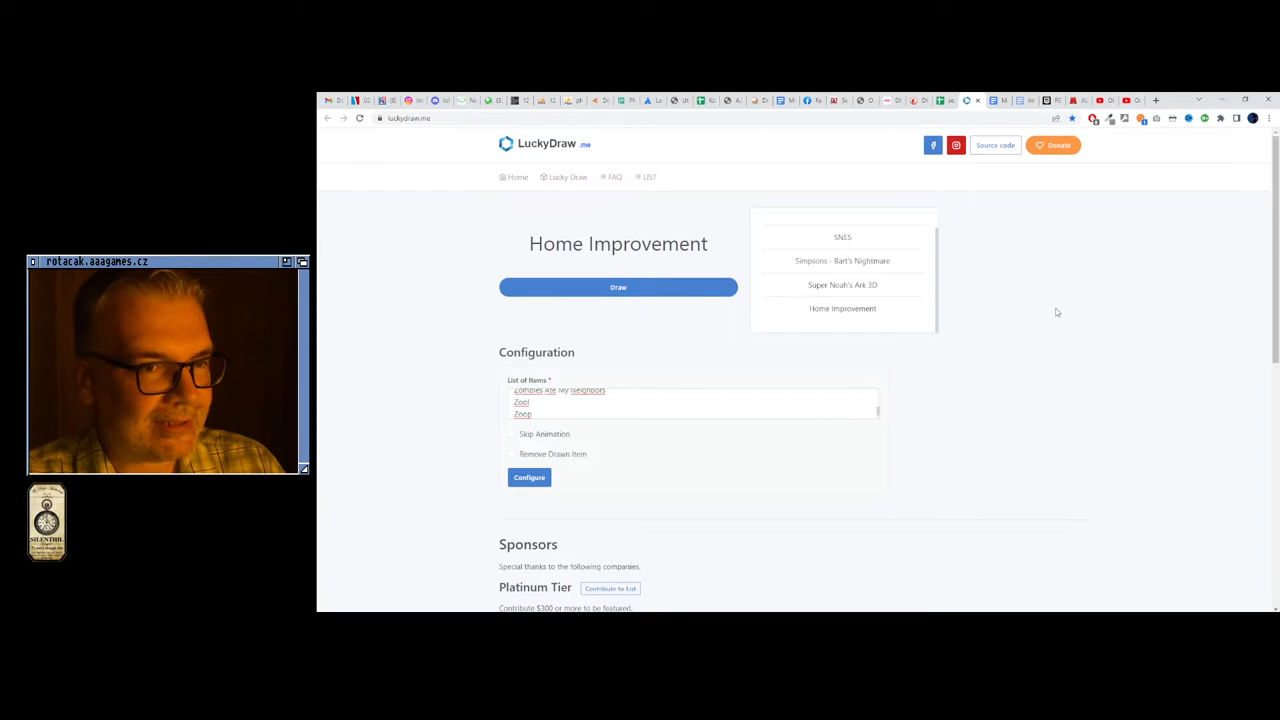 rotacak.aaagames.cz
SILENTHIL
luckydraw.me
LuckyDraw .me
Source code
Donate
Home
Lucky Draw
FAQ
LIST
Home Improvement
Draw
SNES
Simpsons - Bart's Nightmare
Super Noah's Ark 3D
Home Improvement
Configuration
List of Items *
Zombies Ate My Neighbors
Zool
Zoop
Skip Animation
Remove Drawn Item
Configure
Sponsors
Special thanks to the following companies.
Platinum Tier
Contribute to List
Contribute $300 or more to be featured.